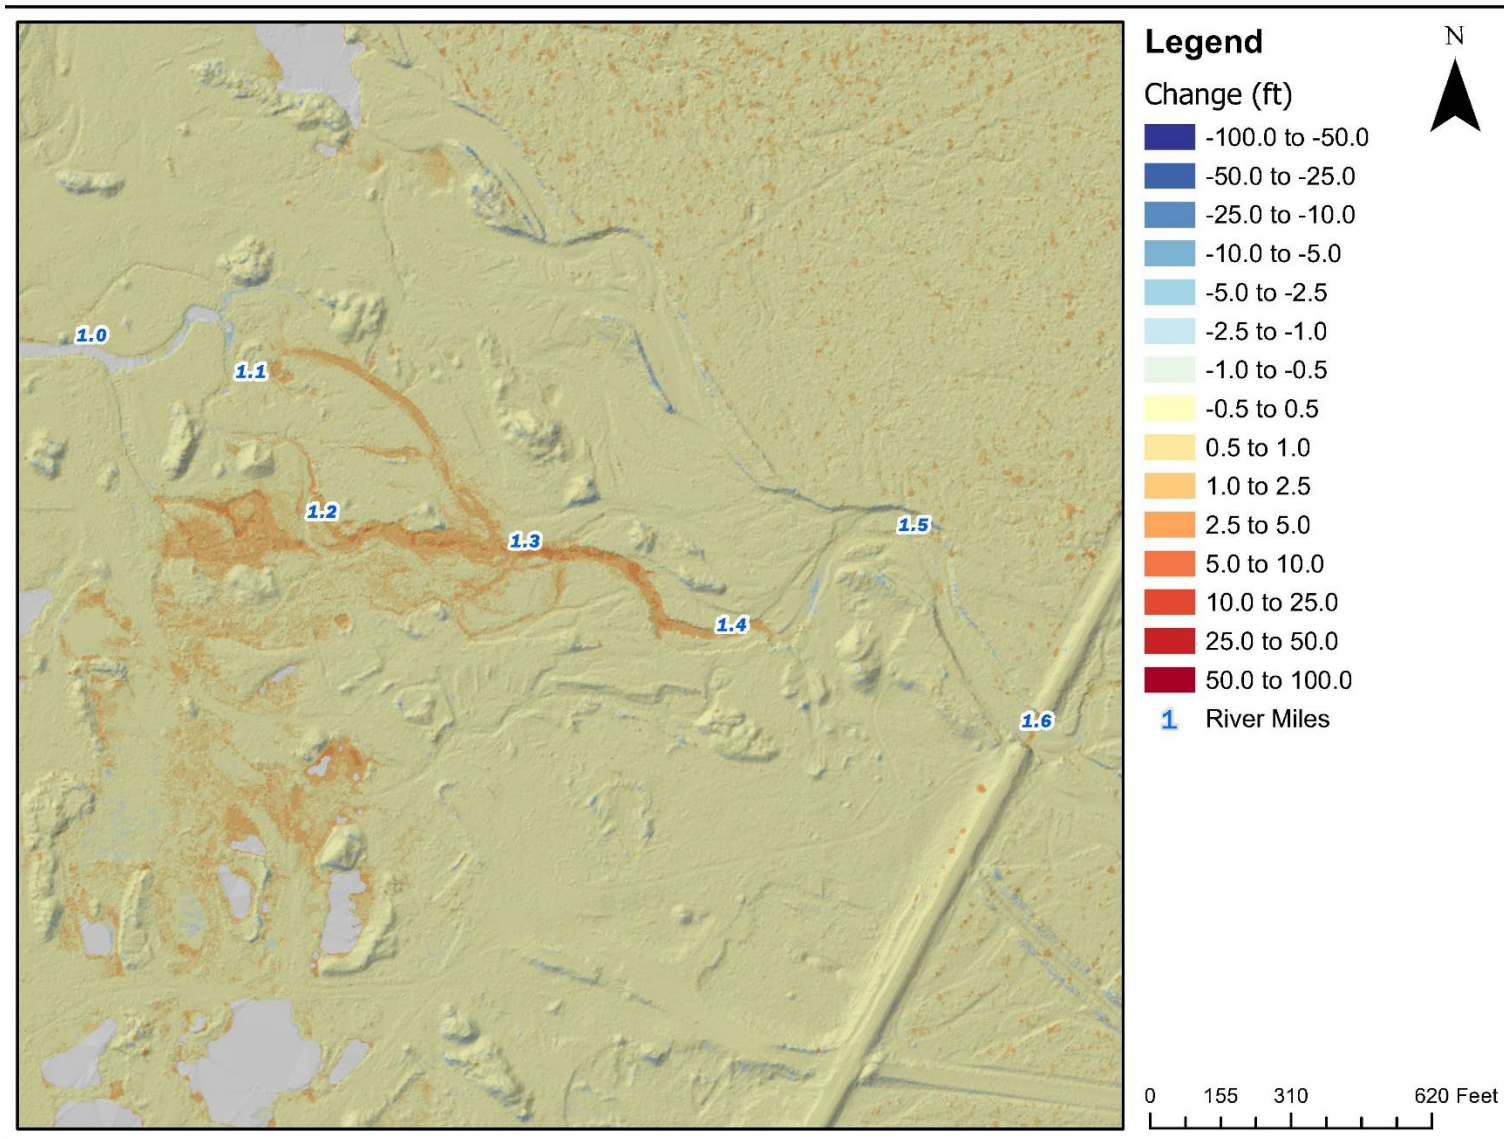 Legend
N
Change (ft)
-100.0 to -50.0
-50.0 to -25.0
-25.0 to -10.0
-10.0 to -5.0
-5.0 to -2.5
-2.5 to -1.0
-1.0 to -0.5
-0.5 to 0.5
0.5 to 1.0
1.0 to 2.5
2.5 to 5.0
5.0 to 10.0
10.0 to 25.0
25.0 to 50.0
50.0 to 100.0
1 River Miles
1.0
1.1
1.2
1.3
1.4
1.5
1.6
0 155 310 620 Feet